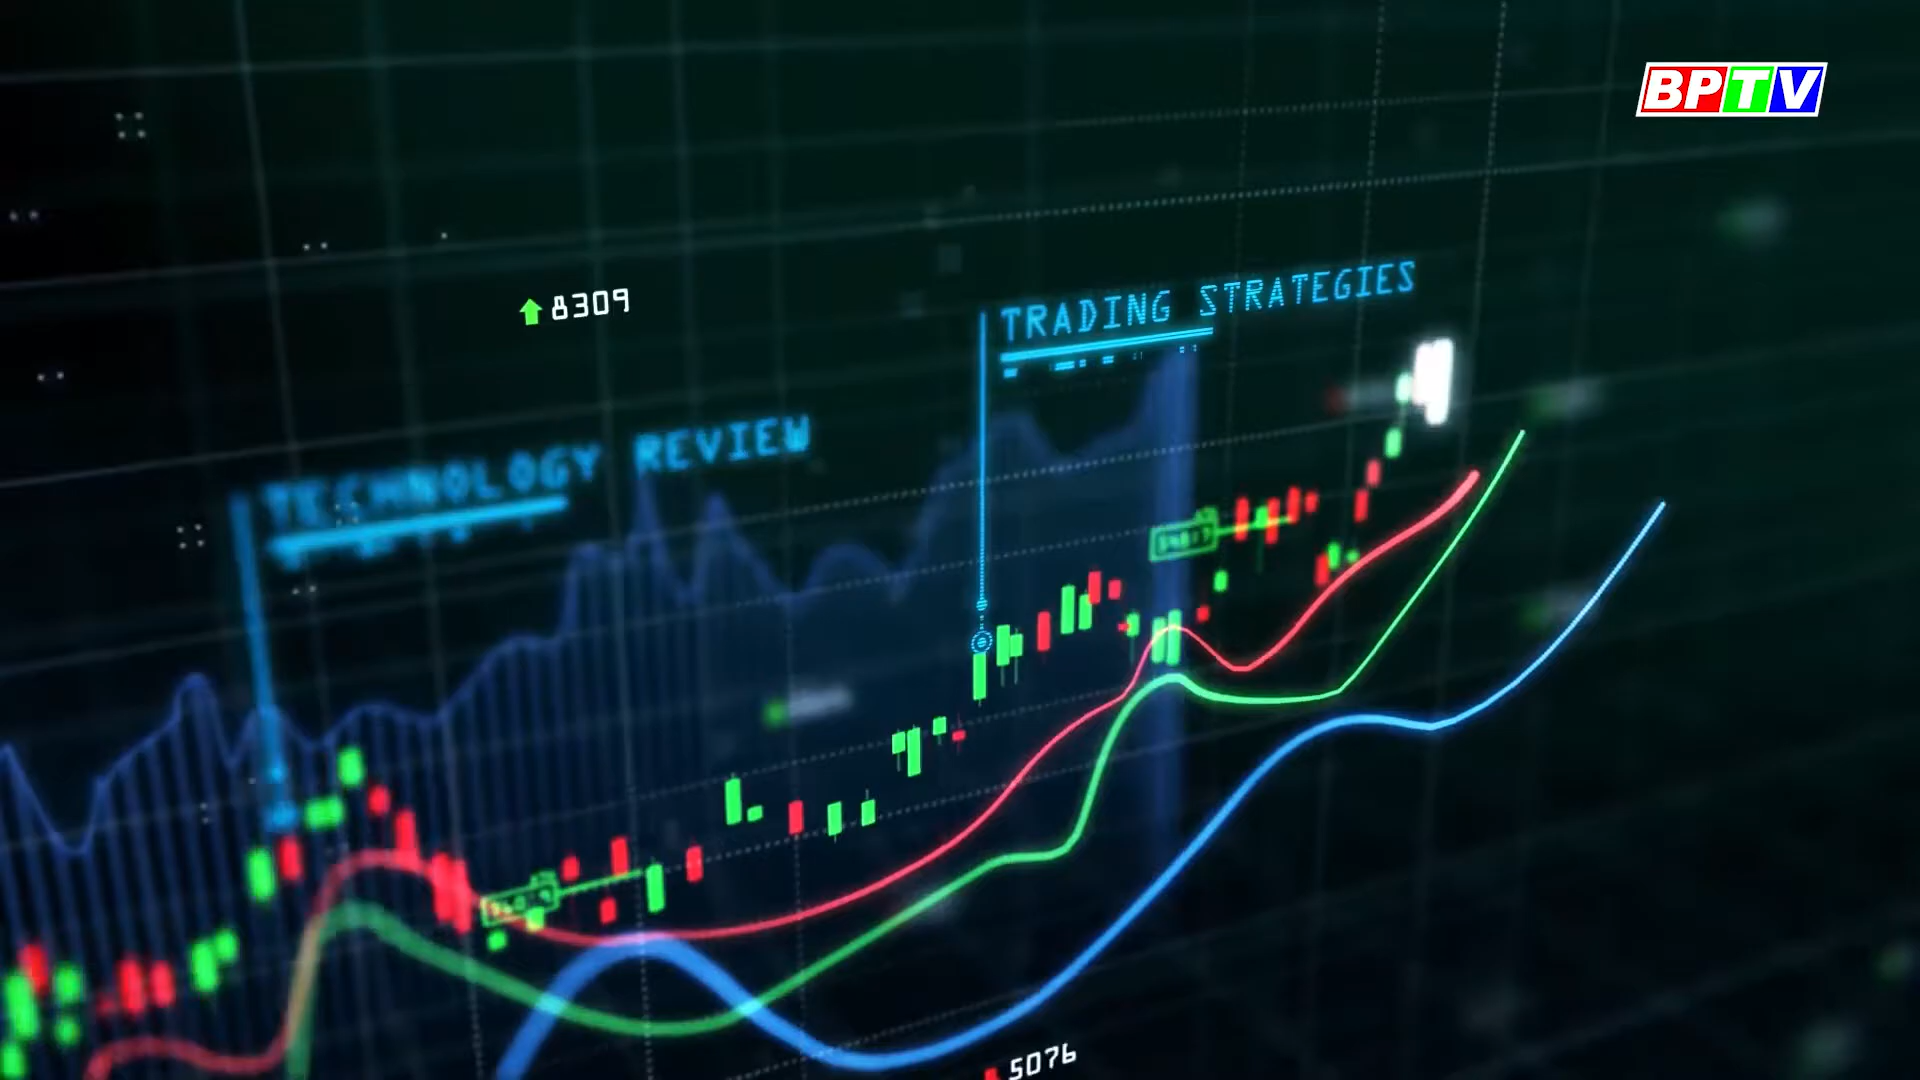 BPTV
8309
TRADING STRATEGIES
TECHNOLOGY REVIEW
5076